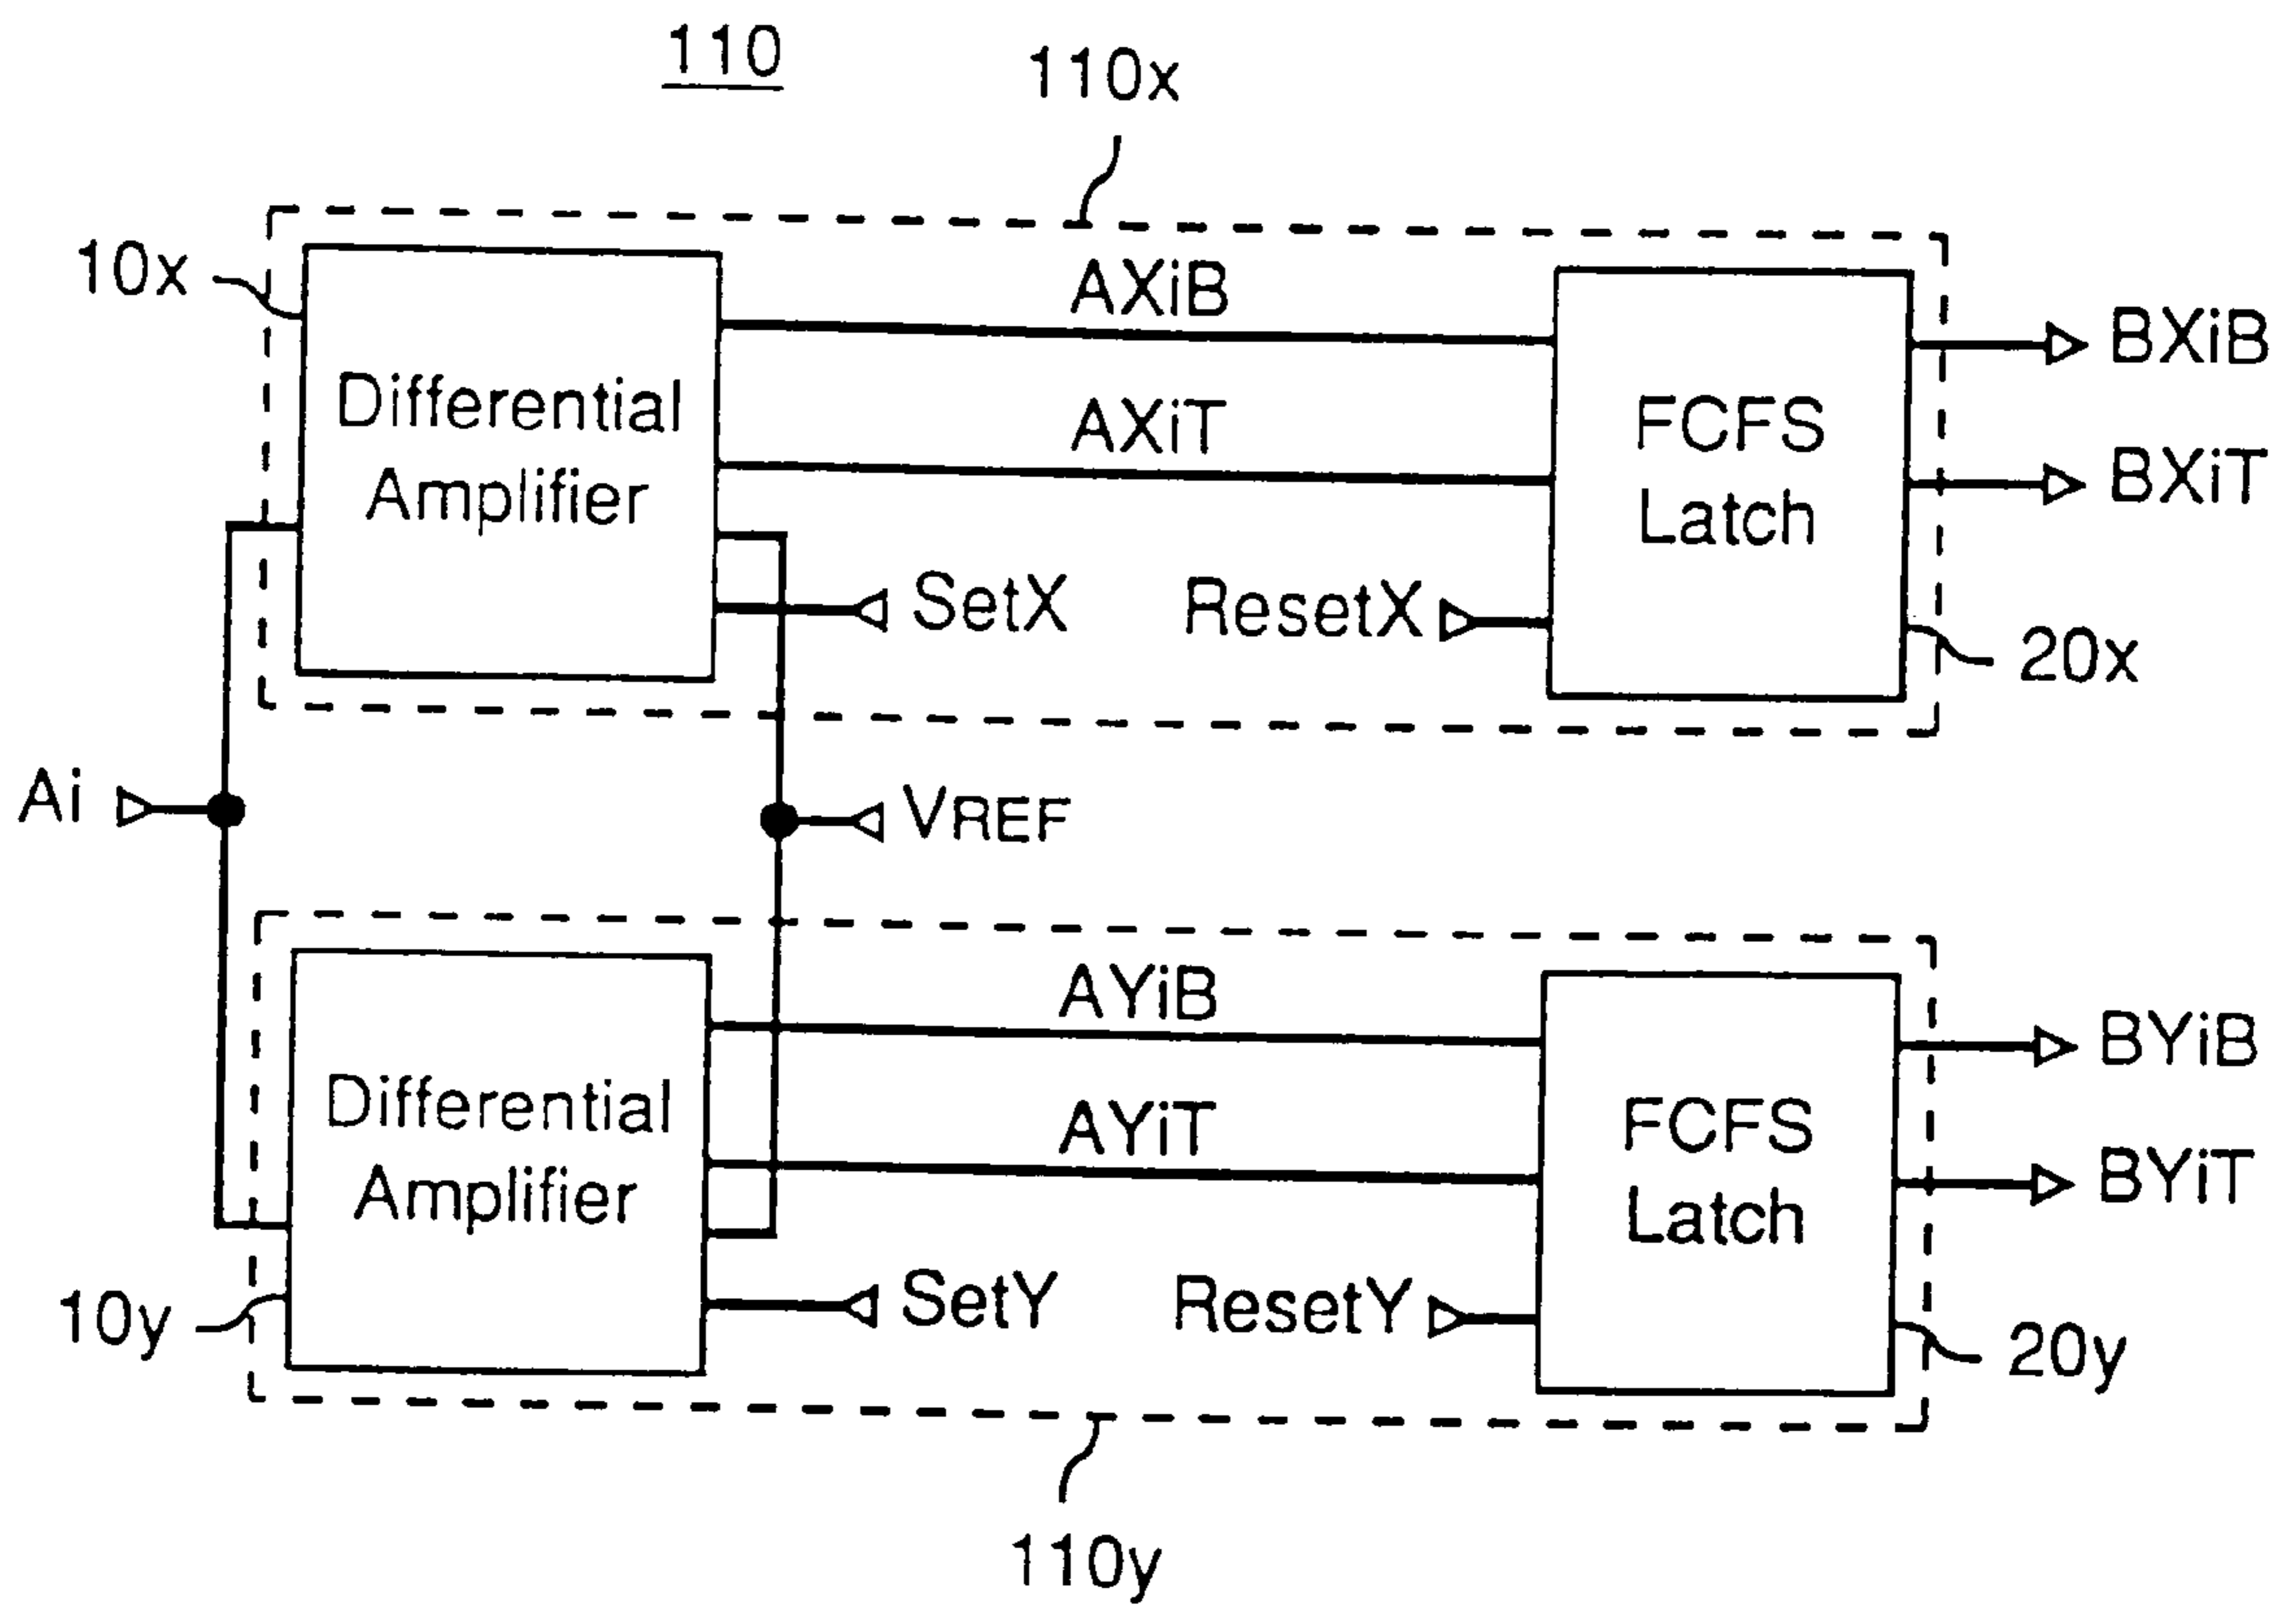 110
110x
10x
AXiB
BXiB
Differential
Amplifier
AXiT
FCFS
Latch
BXiT
SetX
ResetX
20x
Ai
VREF
AYiB
BYiB
Differential
Amplifier
AYiT
FCFS
Latch
BYiT
10y
SetY
ResetY
20y
110y